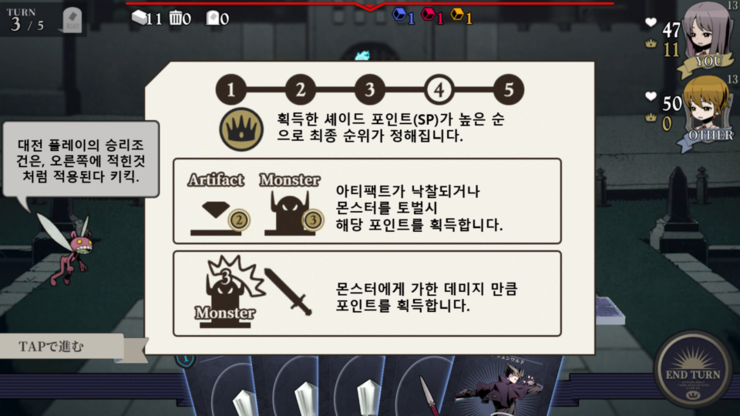 TURN
3 / 5
11 0 0
1 1 1
13
47
11
YOU
13
50
0
OTHER
1 2 3 4 5
획득한 셰이드 포인트(SP)가 높은 순
으로 최종 순위가 정해집니다.
대전 플레이의 승리조
건은, 오른쪽에 적힌것
처럼 적용된다 키킥.
Artifact Monster
2 3
아티팩트가 낙찰되거나
몬스터를 토벌시
해당 포인트를 획득합니다.
3
Monster
몬스터에게 가한 데미지 만큼
포인트를 획득합니다.
TAPで進む
1
END TURN